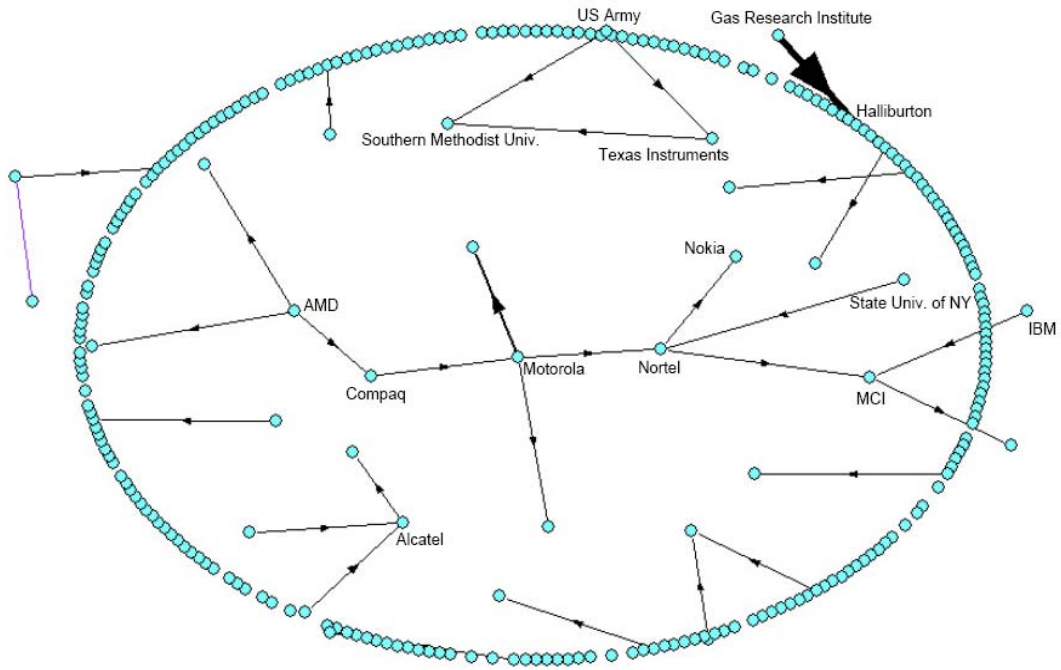 US Army
Gas Research Institute
Halliburton
Southern Methodist Univ.
Texas Instruments
Nokia
State Univ. of NY
AMD
IBM
Motorola
Nortel
Compaq
MCI
Alcatel